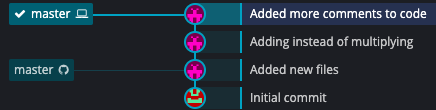 master Added more comments to code
Adding instead of multiplying
master Added new files
Initial commit